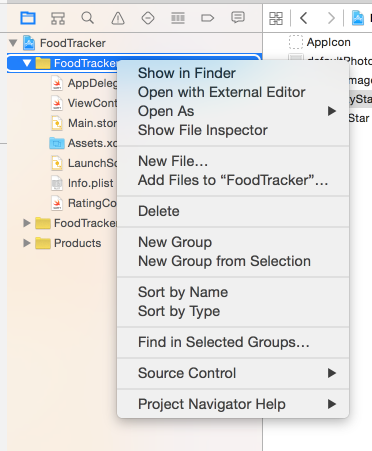 FoodTracker
AppIcon
FoodTracker
AppDeleg
ViewCont
Main.stor
Assets.xc
LaunchSc
Info.plist
RatingCo
FoodTracke
Products
Show in Finder
Open with External Editor
Open As
Show File Inspector
New File…
Add Files to “FoodTracker”…
Delete
New Group
New Group from Selection
Sort by Name
Sort by Type
Find in Selected Groups…
Source Control
Project Navigator Help
mage
ySta
Star